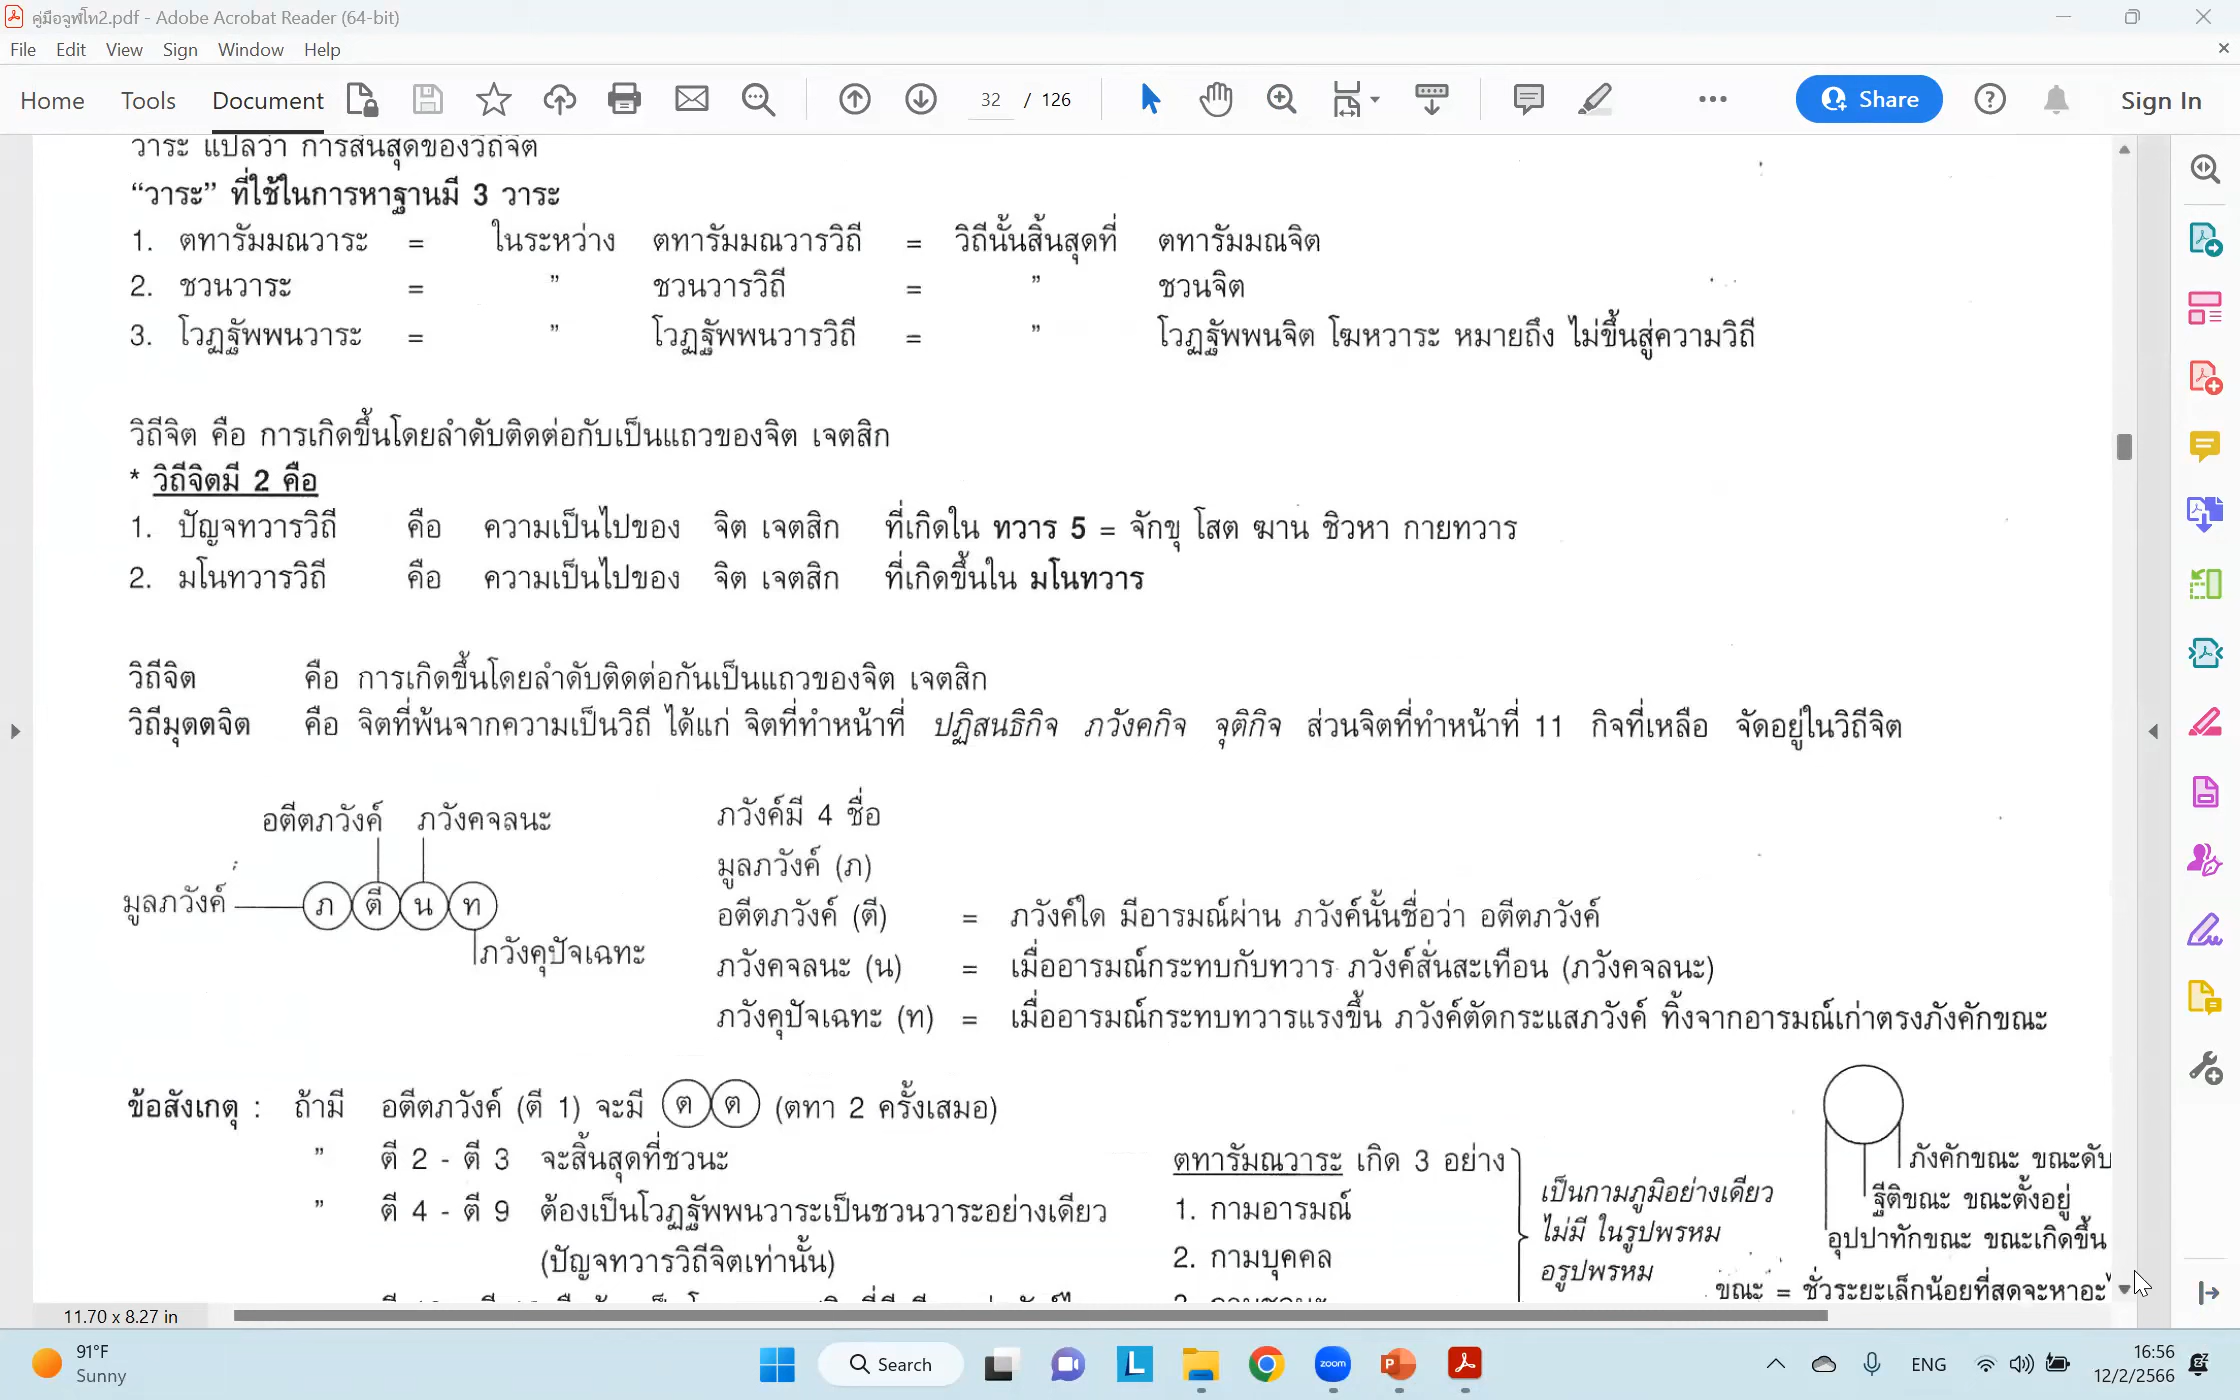 คู่มือจูฬโท2.pdf - Adobe Acrobat Reader (64-bit)
File Edit View Sign Window Help
Home Tools Document 32 / 126 Share Sign In
วาระ แปลว่า การสิ้นสุดของวิถีจิต
“วาระ” ที่ใช้ในการหาฐานมี 3 วาระ
1. ตทารัมมณวาระ = ในระหว่าง ตทารัมมณวารวิถี = วิถีนั้นสิ้นสุดที่ ตทารัมมณจิต
2. ชวนวาระ = ” ชวนวารวิถี = ” ชวนจิต
3. โวฏฐัพพนวาระ = ” โวฏฐัพพนวารวิถี = ” โวฏฐัพพนจิต โฆหวาระ หมายถึง ไม่ขึ้นสู่ความวิถี
วิถีจิต คือ การเกิดขึ้นโดยลำดับติดต่อกับเป็นแถวของจิต เจตสิก
* วิถีจิตมี 2 คือ
1. ปัญจทวารวิถี คือ ความเป็นไปของ จิต เจตสิก ที่เกิดใน ทวาร 5 = จักขุ โสต ฆาน ชิวหา กายทวาร
2. มโนทวารวิถี คือ ความเป็นไปของ จิต เจตสิก ที่เกิดขึ้นใน มโนทวาร
วิถีจิต คือ การเกิดขึ้นโดยลำดับติดต่อกันเป็นแถวของจิต เจตสิก
วิถีมุตตจิต คือ จิตที่พ้นจากความเป็นวิถี ได้แก่ จิตที่ทำหน้าที่ ปฏิสนธิกิจ ภวังคกิจ จุติกิจ ส่วนจิตที่ทำหน้าที่ 11 กิจที่เหลือ จัดอยู่ในวิถีจิต
อตีตภวังค์ ภวังคจลนะ
มูลภวังค์ ภ ตี น ท
ภวังคุปัจเฉทะ
ภวังค์มี 4 ชื่อ
มูลภวังค์ (ภ)
อตีตภวังค์ (ตี) = ภวังค์ใด มีอารมณ์ผ่าน ภวังค์นั้นชื่อว่า อตีตภวังค์
ภวังคจลนะ (น) = เมื่ออารมณ์กระทบกับทวาร ภวังค์สั่นสะเทือน (ภวังคจลนะ)
ภวังคุปัจเฉทะ (ท) = เมื่ออารมณ์กระทบทวารแรงขึ้น ภวังค์ตัดกระแสภวังค์ ทิ้งจากอารมณ์เก่าตรงภังคักขณะ
ข้อสังเกตุ : ถ้ามี อตีตภวังค์ (ตี 1) จะมี ต ต (ตทา 2 ครั้งเสมอ)
” ตี 2 - ตี 3 จะสิ้นสุดที่ชวนะ
” ตี 4 - ตี 9 ต้องเป็นโวฏฐัพพนวาระเป็นชวนวาระอย่างเดียว
(ปัญจทวารวิถีจิตเท่านั้น)
ตทารัมณวาระ เกิด 3 อย่าง
1. กามอารมณ์
2. กามบุคคล
เป็นกามภูมิอย่างเดียว
ไม่มี ในรูปพรหม
อรูปพรหม
ภังคักขณะ ขณะดับ
ฐีติขณะ ขณะตั้งอยู่
อุปปาทักขณะ ขณะเกิดขึ้น
ขณะ = ชั่วระยะเล็กน้อยที่สุดจะหาอะ
11.70 x 8.27 in
91°F
Sunny
Search
zoom
ENG
16:56
12/2/2566